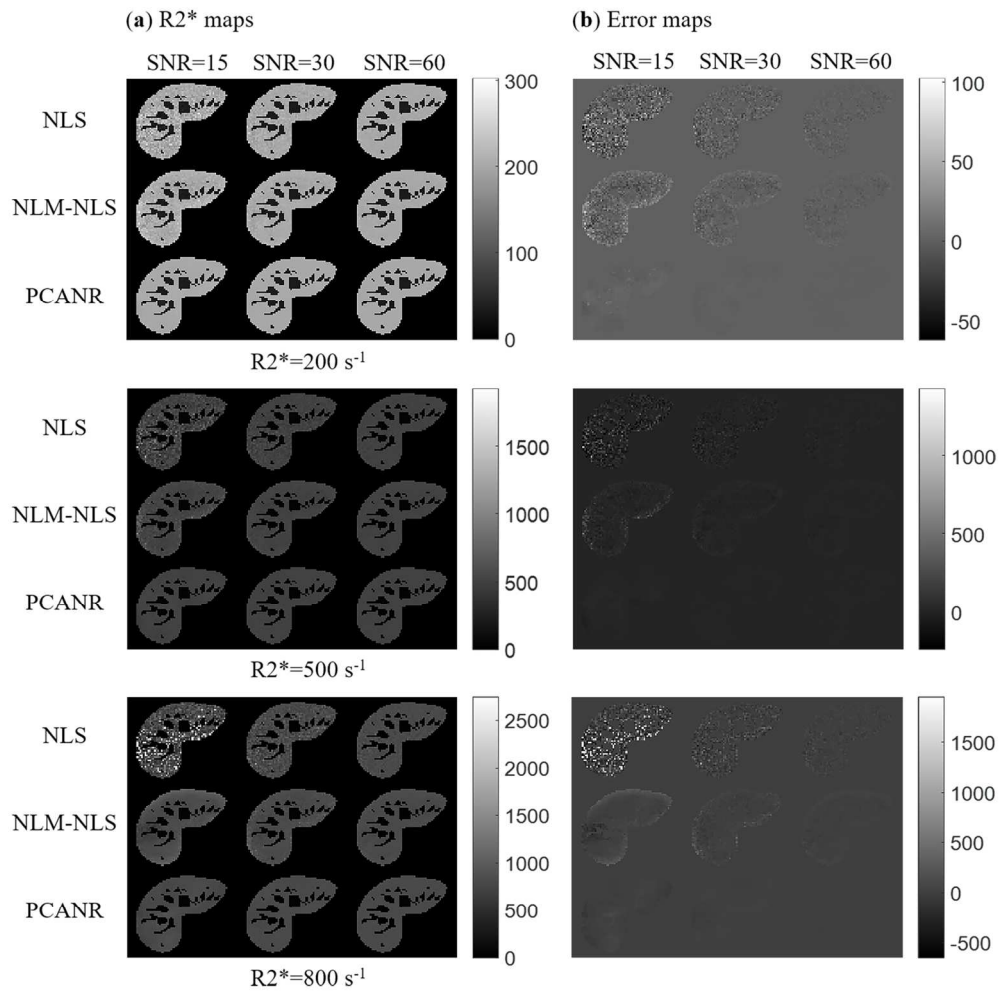 (a) R2* maps
(b) Error maps
SNR=15 SNR=30 SNR=60
SNR=15 SNR=30 SNR=60
NLS
NLM-NLS
PCANR
300
200
100
0
100
50
0
-50
R2*=200 s-1
NLS
NLM-NLS
PCANR
1500
1000
500
0
1000
500
0
R2*=500 s-1
NLS
NLM-NLS
PCANR
2500
2000
1500
1000
500
0
1500
1000
500
0
-500
R2*=800 s-1